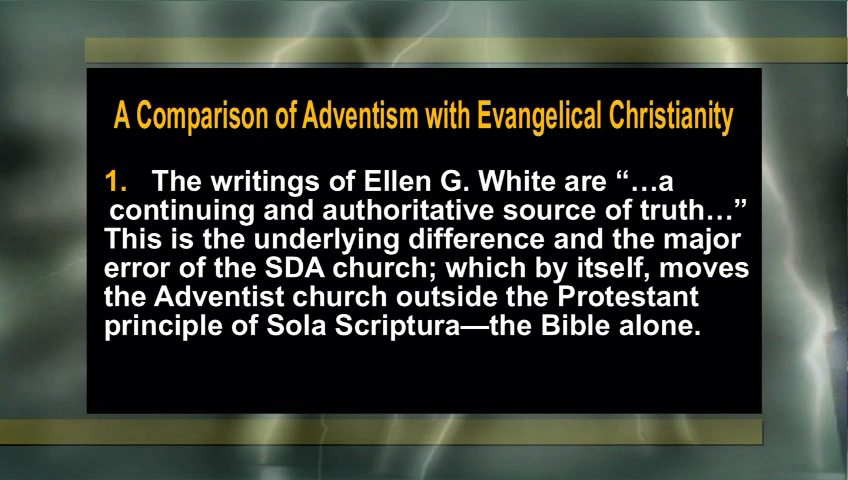 A Comparison of Adventism with Evangelical Christianity
1. The writings of Ellen G. White are “…a
continuing and authoritative source of truth…”
This is the underlying difference and the major
error of the SDA church; which by itself, moves
the Adventist church outside the Protestant
principle of Sola Scriptura—the Bible alone.